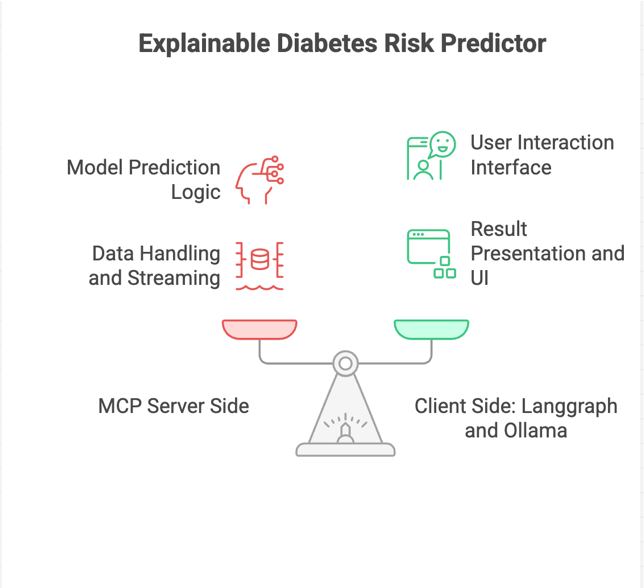 Explainable Diabetes Risk Predictor
Model Prediction
Logic
Data Handling
and Streaming
User Interaction
Interface
Result
Presentation and
UI
MCP Server Side
Client Side: Langgraph
and Ollama